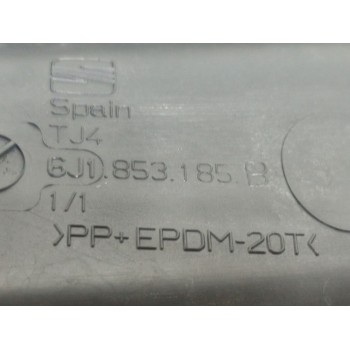 Spain
TJ4
6J1.853.185.B
1/1
>PP+EPDM-20T<